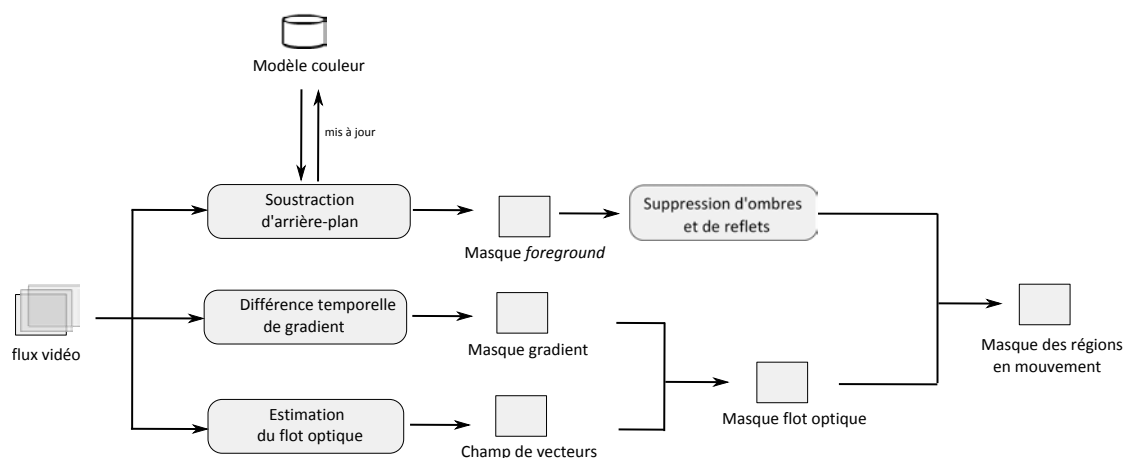 Modèle couleur
mis à jour
Soustraction
d'arrière-plan
Masque foreground
Suppression d'ombres
et de reflets
flux vidéo
Différence temporelle
de gradient
Masque gradient
Masque des régions
en mouvement
Estimation
du flot optique
Champ de vecteurs
Masque flot optique